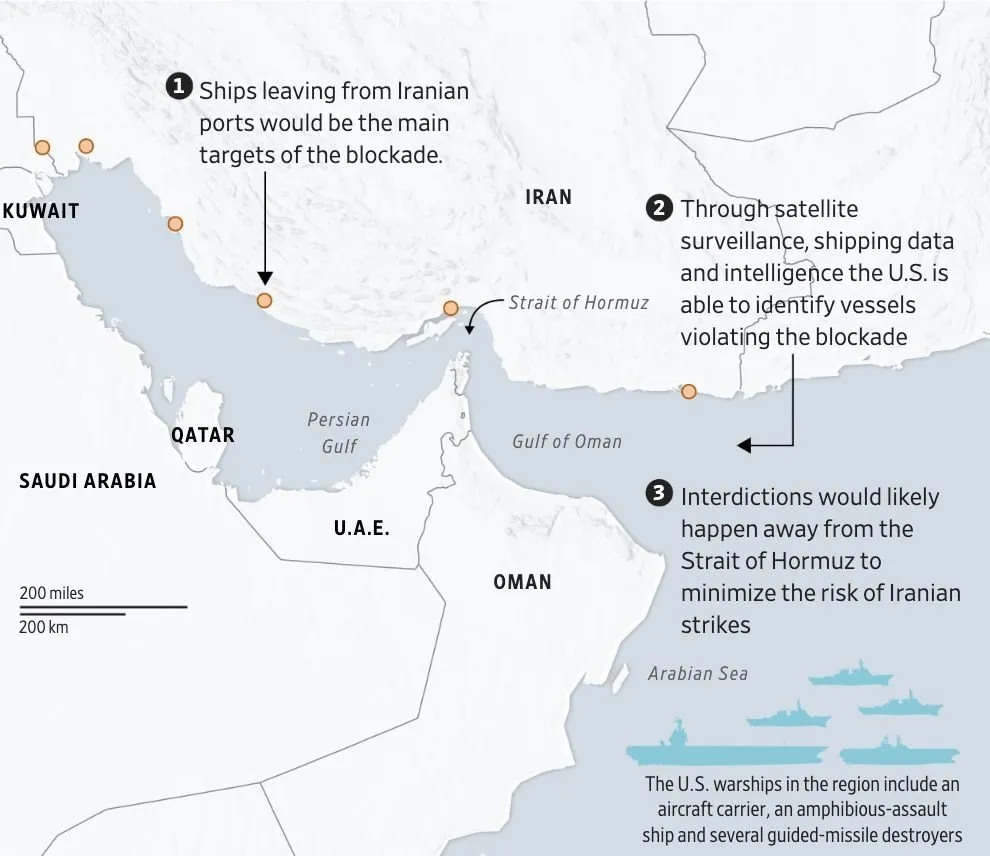 1 Ships leaving from Iranian
ports would be the main
targets of the blockade.
KUWAIT
IRAN
2 Through satellite
surveillance, shipping data
and intelligence the U.S. is
able to identify vessels
violating the blockade
Strait of Hormuz
Persian
Gulf
Gulf of Oman
QATAR
SAUDI ARABIA
U.A.E.
OMAN
3 Interdictions would likely
happen away from the
Strait of Hormuz to
minimize the risk of Iranian
strikes
200 miles
200 km
Arabian Sea
The U.S. warships in the region include an
aircraft carrier, an amphibious-assault
ship and several guided-missile destroyers